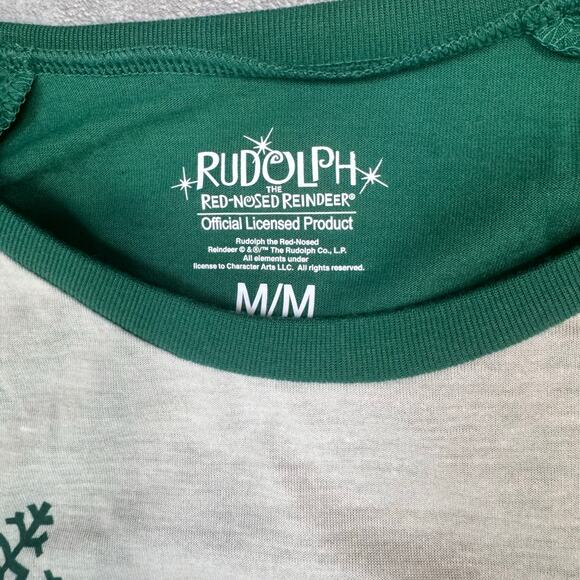 RUDOLPH
THE
RED-NOSED REINDEER®
Official Licensed Product
Rudolph the Red-Nosed
Reindeer © & ®/™ The Rudolph Co., L.P.
All elements under
license to Character Arts LLC. All rights reserved.
M/M